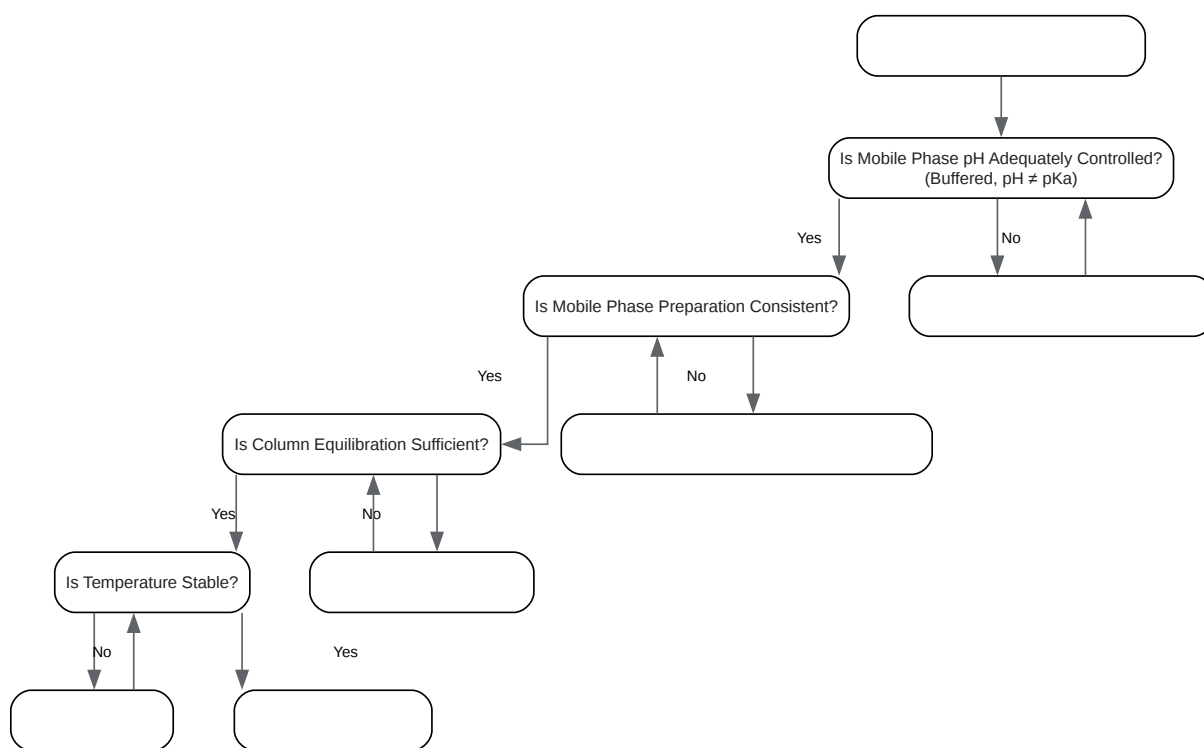 Is Mobile Phase pH Adequately Controlled?
(Buffered, pH ≠ pKa)
Yes
No
Is Mobile Phase Preparation Consistent?
Yes
No
Is Column Equilibration Sufficient?
Yes
No
Is Temperature Stable?
No
Yes